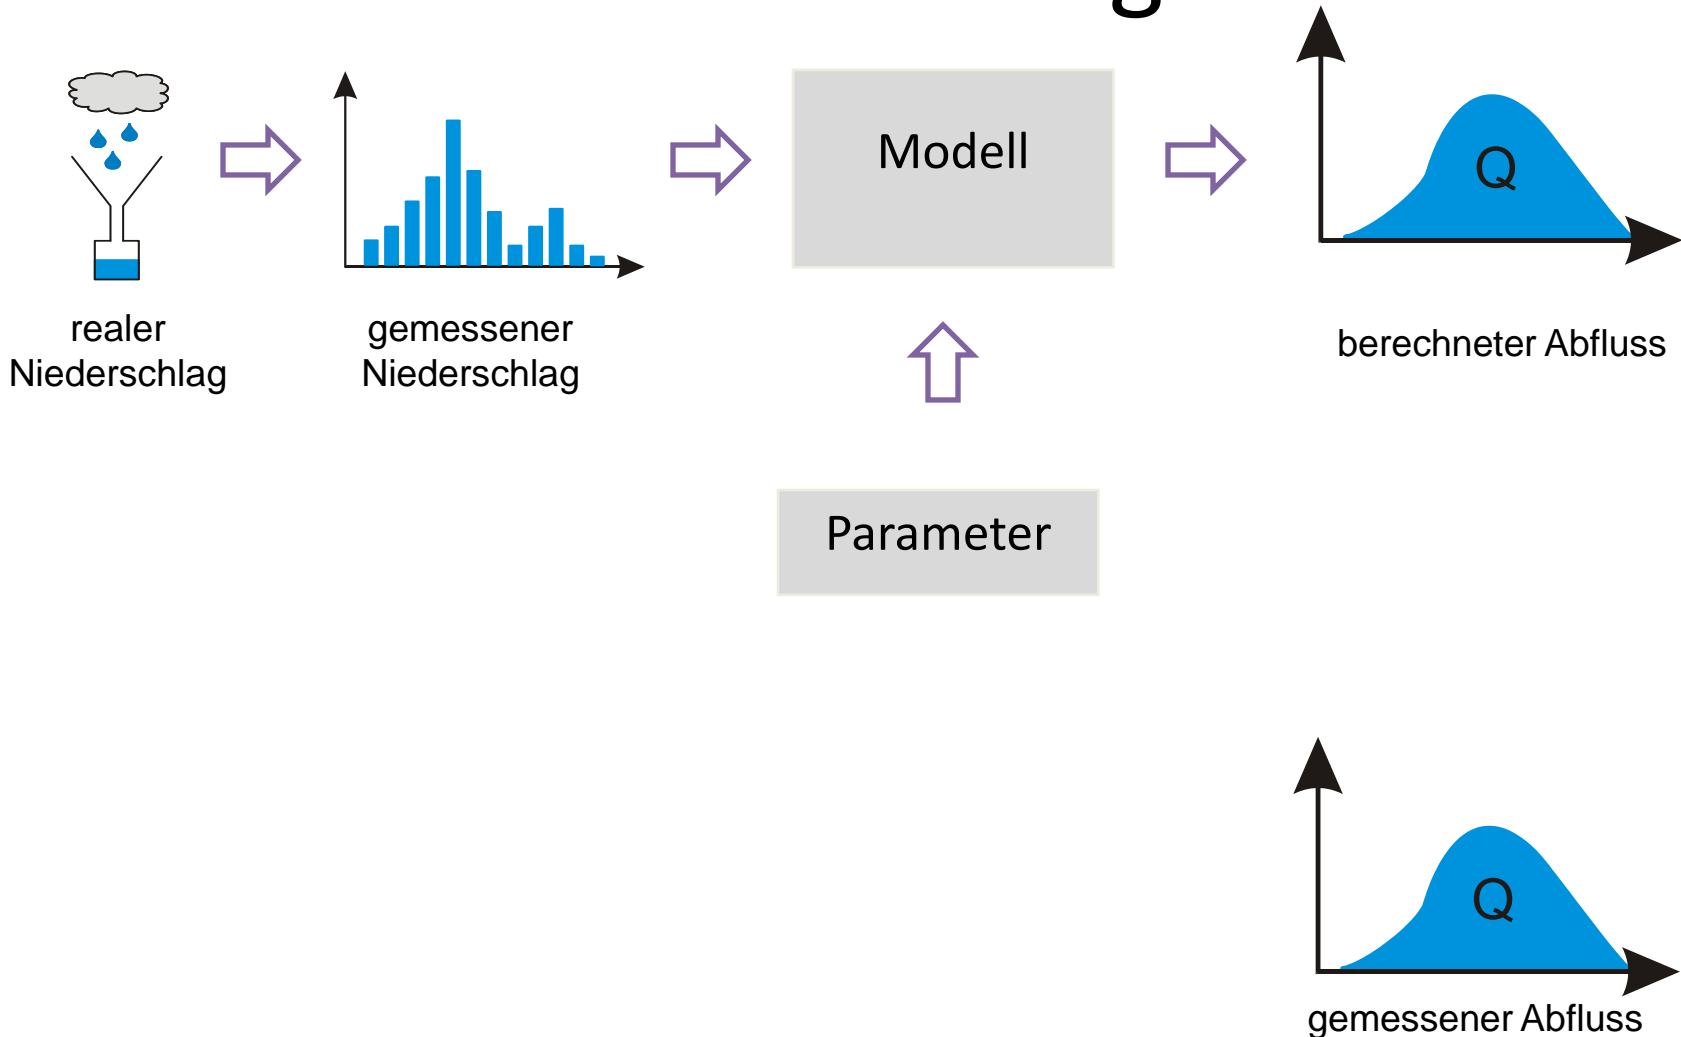 Modell
Q
realer
Niederschlag
gemessener
Niederschlag
berechneter Abfluss
Parameter
Q
gemessener Abfluss